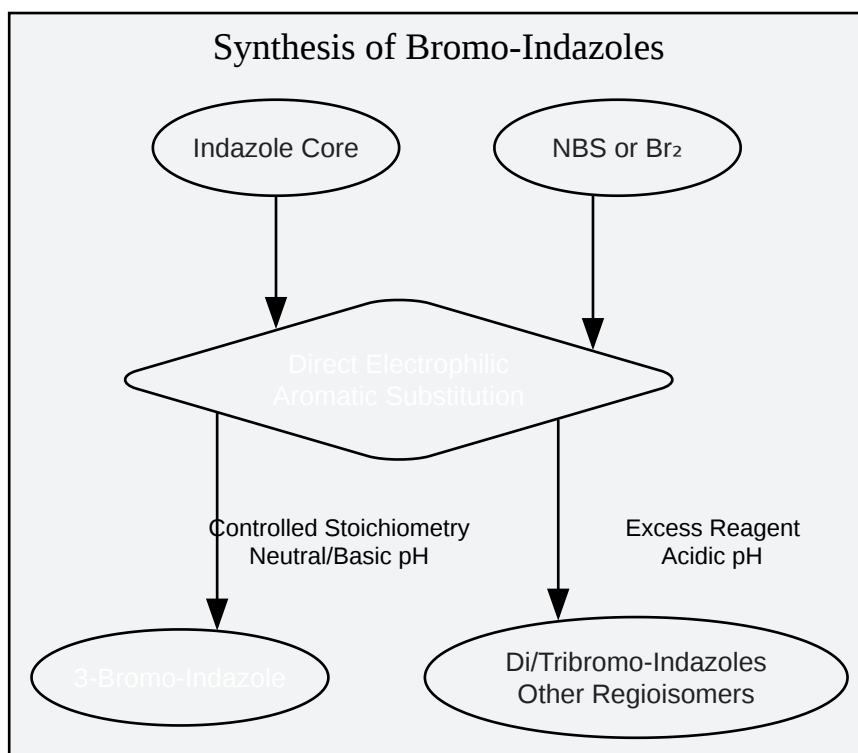 Synthesis of Bromo-Indazoles
Indazole Core
NBS or Br₂
Direct Electrophilic
Aromatic Substitution
Controlled Stoichiometry
Neutral/Basic pH
Excess Reagent
Acidic pH
3-Bromo-Indazole
Di/Tribromo-Indazoles
Other Regioisomers